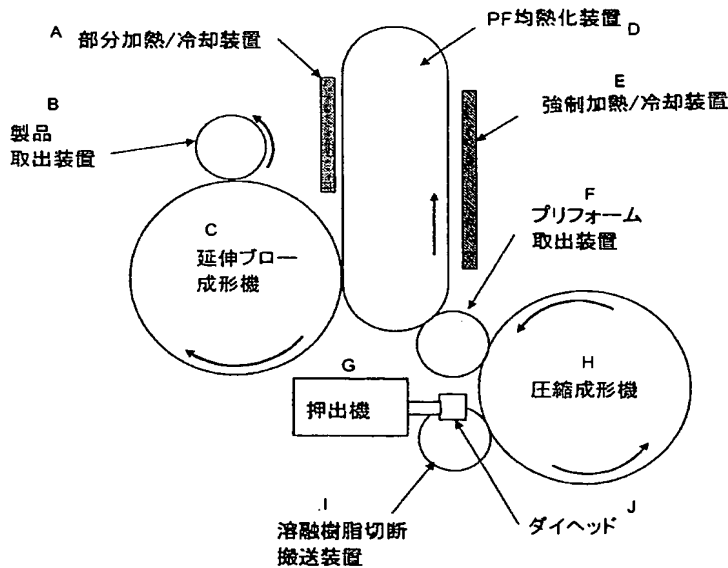 A
部分加熱/冷却装置
PF均熱化装置
D
E
強制加熱/冷却装置
B
製品
取出装置
F
プリフォーム
取出装置
C
延伸ブロー
成形機
G
押出機
H
圧縮成形機
I
溶融樹脂切断
搬送装置
J
ダイヘッド